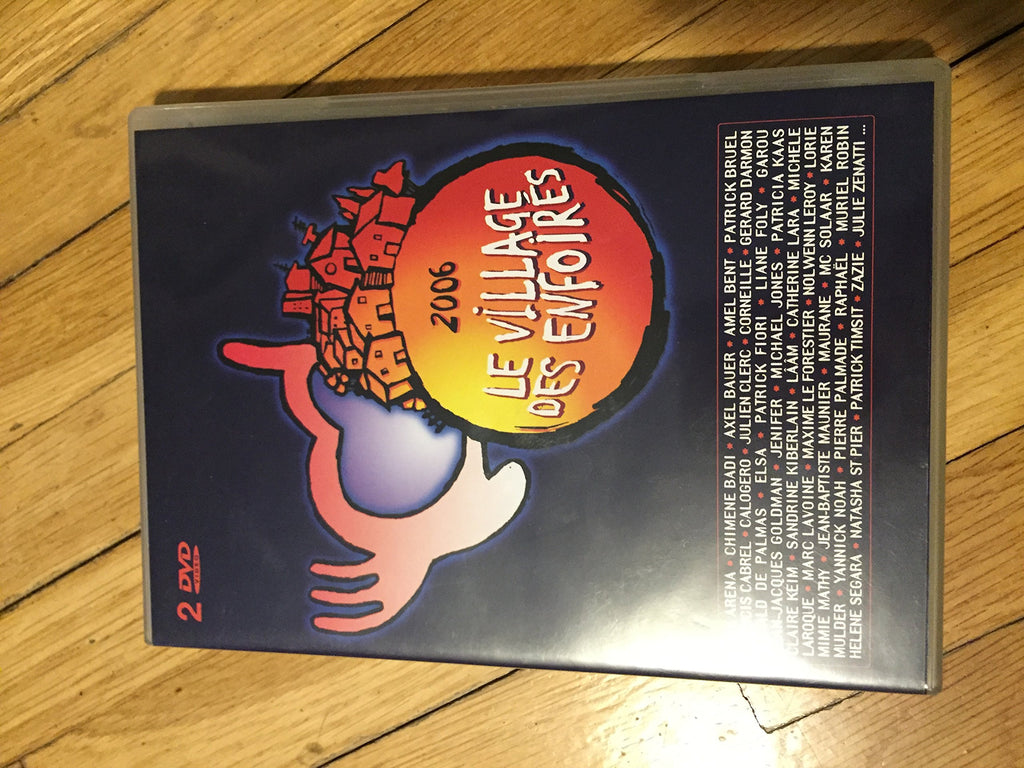 2 DVD
VIDEO
2006
LE VILLAGE
DES ENFOIRÉS
ARENA • CHIMENE BADI • AXEL BAUER • AMEL BENT • PATRICK BRUEL
CIS CABREL • CALOGERO • JULIEN CLERC • CORNEILLE • GERARD DARMON
LD DE PALMAS • ELSA • PATRICK FIORI • LIANE FOLY • GAROU
JACQUES GOLDMAN • JENIFER • MICHAEL JONES • PATRICIA KAAS
CLAIRE KEIM • SANDRINE KIBERLAIN • LÂÂM • CATHERINE LARA • MICHELE
LAROQUE • MARC LAVOINE • MAXIME LE FORESTIER • NOLWENN LEROY • LORIE
MIMIE MATHY • JEAN-BAPTISTE MAUNIER • MAURANE • MC SOLAAR • KAREN
MULDER • YANNICK NOAH • PIERRE PALMADE • RAPHAËL • MURIEL ROBIN
HELENE SEGARA • NATASHA ST PIER • PATRICK TIMSIT • ZAZIE • JULIE ZENATTI ...